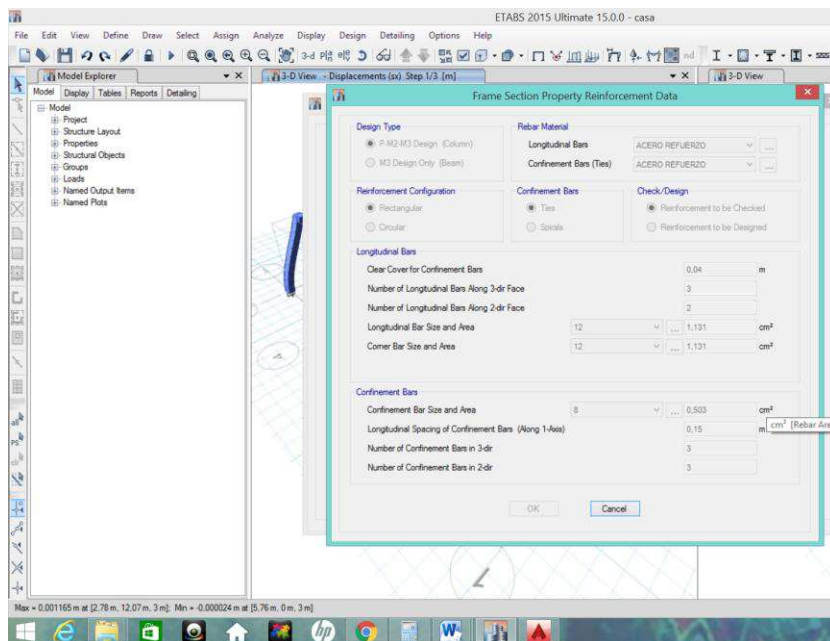 ETABS 2015 Ultimate 15.0.0 - casa
File Edit View Define Draw Select Assign Analyze Display Design Detailing Options Help
3-d
nd
Model Explorer
3-D View - Displacements (sx) Step 1/3 [m]
3-D View
Model Display Tables Reports Detailing
Model
Project
Structure Layout
Properties
Structural Objects
Groups
Loads
Named Output Items
Named Plots
Frame Section Property Reinforcement Data
Design Type
P-M2-M3 Design (Column)
M3 Design Only (Beam)
Rebar Material
Longitudinal Bars ACERO REFUERZO ...
Confinement Bars (Ties) ACERO REFUERZO ...
Reinforcement Configuration
Rectangular
Circular
Confinement Bars
Ties
Spirals
Check/Design
Reinforcement to be Checked
Reinforcement to be Designed
Longitudinal Bars
Clear Cover for Confinement Bars 0,04 m
Number of Longitudinal Bars Along 3-dir Face 3
Number of Longitudinal Bars Along 2-dir Face 2
Longitudinal Bar Size and Area 12 ... 1,131 cm²
Corner Bar Size and Area 12 ... 1,131 cm²
Confinement Bars
Confinement Bar Size and Area 8 ... 0,503 cm²
Longitudinal Spacing of Confinement Bars (Along 1-Axis) 0,15 m
cm² [Rebar Are
Number of Confinement Bars in 3-dir 3
Number of Confinement Bars in 2-dir 3
OK Cancel
all
PS
clr
Max = 0,001165 m at [2.78 m, 12,07 m, 3 m]; Min = -0.000024 m at [5.76 m, 0 m, 3 m]
hp